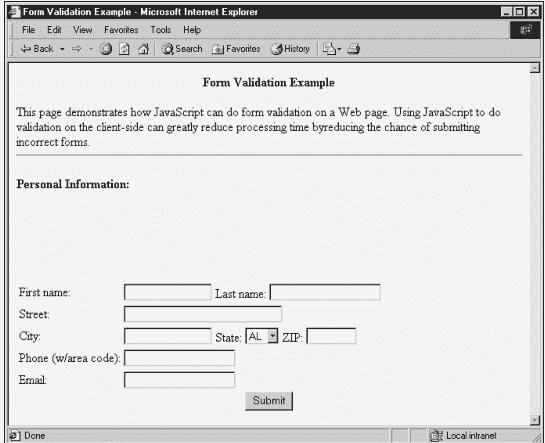 Form Validation Example - Microsoft Internet Explorer
File Edit View Favorites Tools Help
Back Search Favorites History
Form Validation Example
This page demonstrates how JavaScript can do form validation on a Web page. Using JavaScript to do
validation on the client-side can greatly reduce processing time byreducing the chance of submitting
incorrect forms.
Personal Information:
First name: Last name:
Street:
City: State: AL ZIP:
Phone (w/area code):
Email:
Submit
Done Local intranet